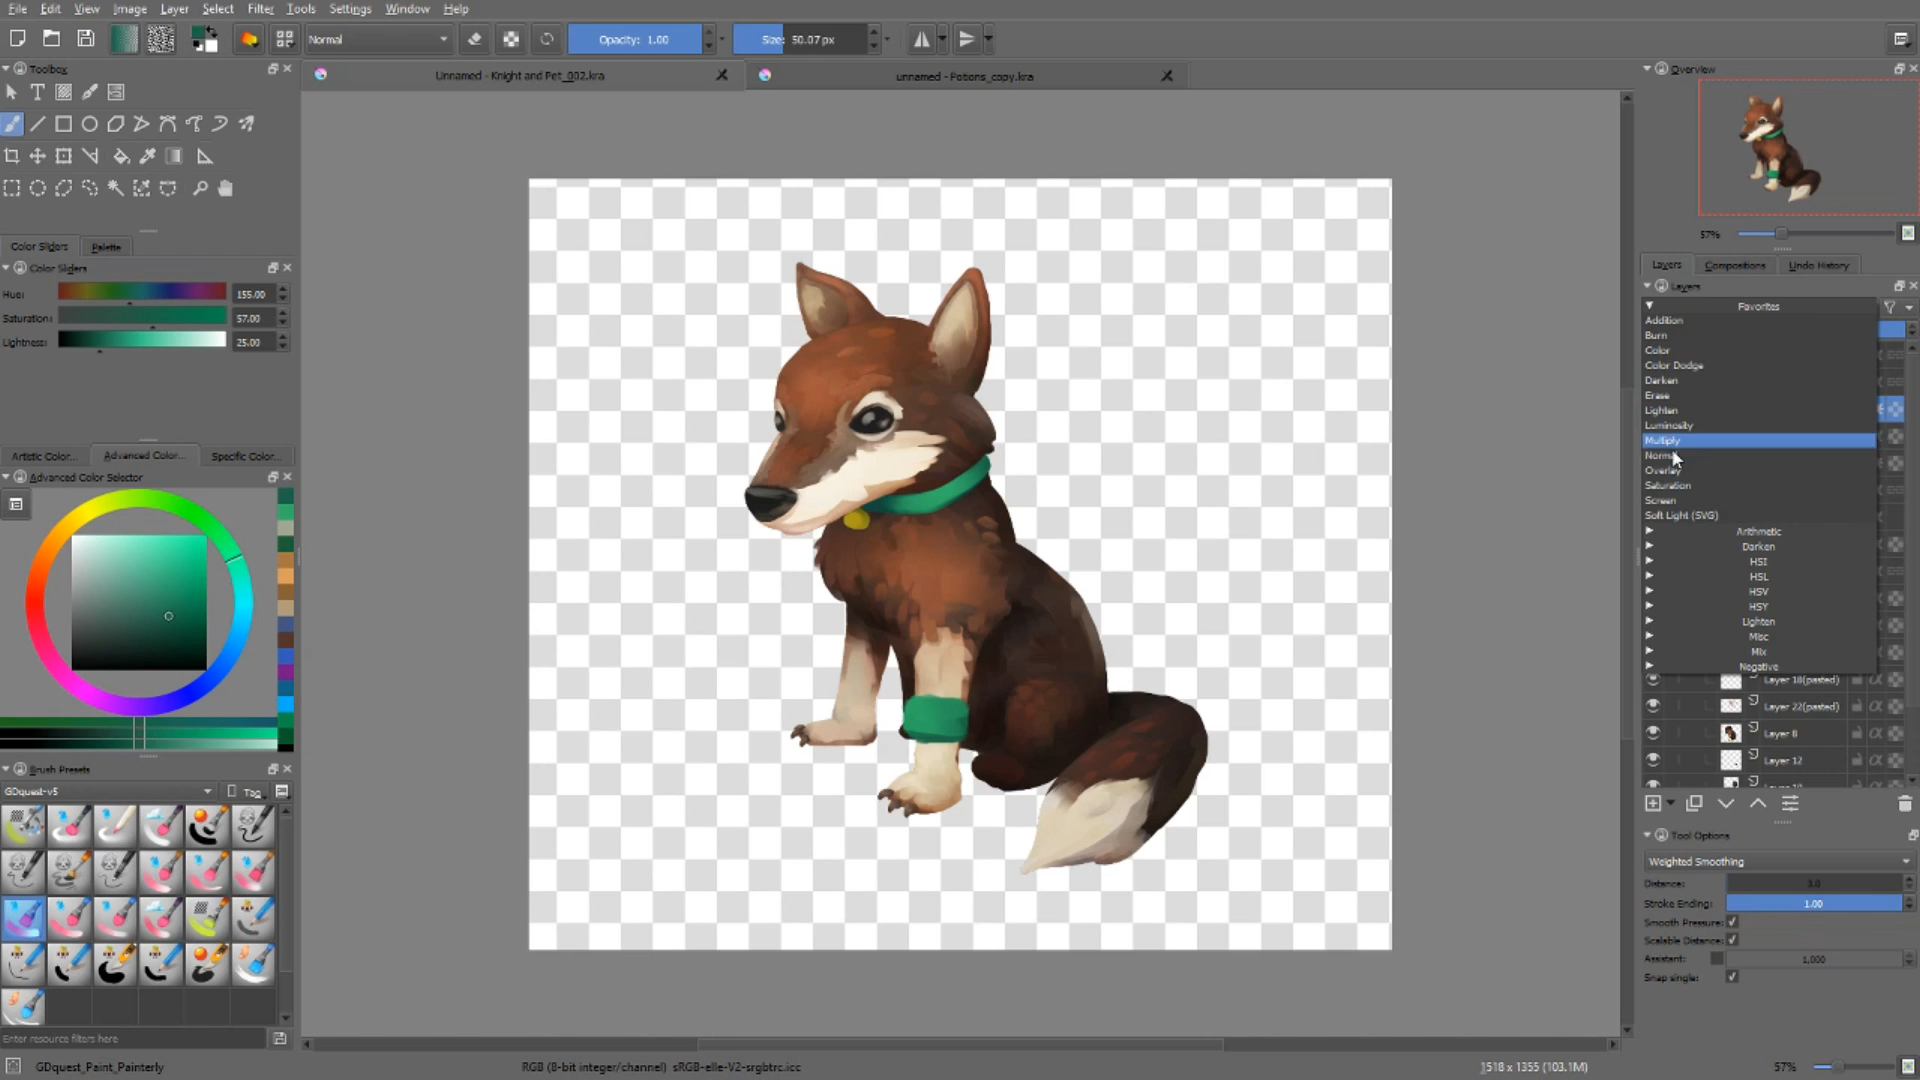 File Edit View Image Layer Select Filter Tools Settings Window Help
Normal
Opacity: 1.00
Size: 50.07 px
Toolbox
Unnamed - Knight and Pet_002.kra
unnamed - Potions_copy.kra
Overview
57%
Color Sliders
Palette
Color Sliders
Hue: 155.00
Saturation: 57.00
Lightness: 25.00
Layers
Compositions
Undo History
Layers
Favorites
Addition
Burn
Color
Color Dodge
Darken
Erase
Lighten
Luminosity
Multiply
Overlay
Saturation
Screen
Soft Light (SVG)
Arithmetic
Darken
HSI
HSL
HSV
HSY
Lighten
Misc
Mix
Negative
Layer 18(pasted)
Layer 22(pasted)
Layer 8
Layer 12
Artistic Color...
Advanced Color...
Specific Color...
Advanced Color Selector
Brush Presets
GDquest-v5
Tag
Tool Options
Weighted Smoothing
Distance: 3.0
Stroke Ending: 1.00
Smooth Pressure:
Scalable Distance:
Assistant: 1,000
Snap single:
Enter resource filters here
GDquest_Paint_Painterly
RGB (8-bit integer/channel) sRGB-elle-V2-srgbtrc.icc
1518 x 1355 (103.1M)
57%